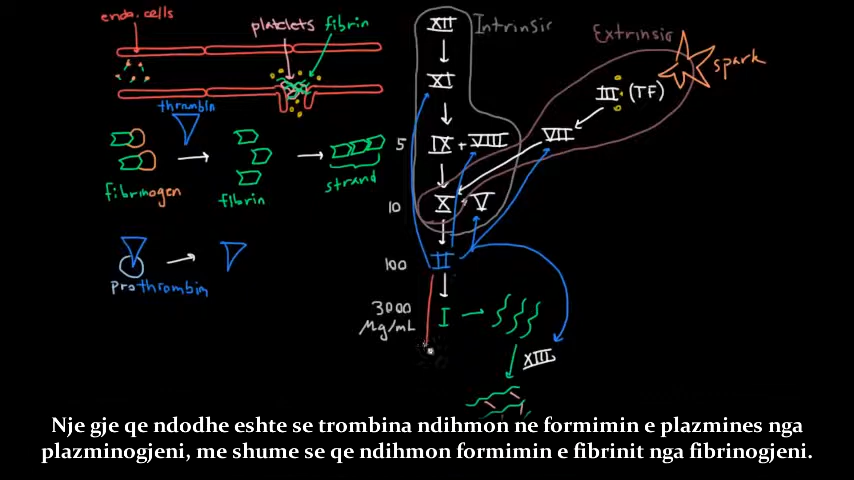 endo. cells
platelets
fibrin
thrombin
fibrinogen
fibrin
strand
prothrombin
XII
Intrinsic
Extrinsic
spark
XI
III (TF)
5
IX + VIII
VII
10
X
V
100
II
3000
Mg/mL
I
XIII
Nje gje qe ndodhe eshte se trombina ndihmon ne formimin e plazmines nga
plazminogjeni, me shume se qe ndihmon formimin e fibrinit nga fibrinogjeni.